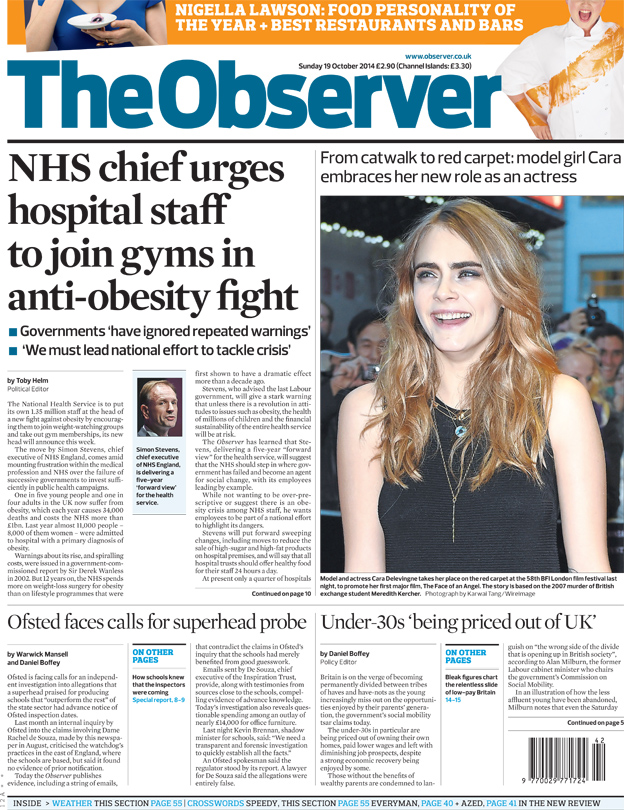 NIGELLA LAWSON: FOOD PERSONALITY OF
THE YEAR + BEST RESTAURANTS AND BARS
www.observer.co.uk
Sunday 19 October 2014 £2.90 (Channel Islands: £3.30)
The Observer
NHS chief urges
hospital staff
to join gyms in
anti-obesity fight
■ Governments ‘have ignored repeated warnings’
■ ‘We must lead national effort to tackle crisis’
by Toby Helm
Political Editor
The National Health Service is to put
its own 1.35 million staff at the head of
a new fight against obesity by encourag-
ing them to join weight-watching groups
and take out gym memberships, its new
head will announce this week.
The move by Simon Stevens, chief
executive of NHS England, comes amid
mounting frustration within the medical
profession and NHS over the failure of
successive governments to invest suffi-
ciently in public health campaigns.
One in five young people and one in
four adults in the UK now suffer from
obesity, which each year causes 34,000
deaths and costs the NHS more than
£1bn. Last year almost 11,000 people –
8,000 of them women – were admitted
to hospital with a primary diagnosis of
obesity.
Warnings about its rise, and spiralling
costs, were issued in a government-com-
missioned report by Sir Derek Wanless
in 2002. But 12 years on, the NHS spends
more on weight-loss surgery for obesity
than on lifestyle programmes that were
Simon Stevens,
chief executive
of NHS England,
is delivering a
five-year
‘forward view’
for the health
service.
first shown to have a dramatic effect
more than a decade ago.
Stevens, who advised the last Labour
government, will give a stark warning
that unless there is a revolution in atti-
tudes to issues such as obesity, the health
of millions of children and the financial
sustainability of the entire health service
will be at risk.
The Observer has learned that Ste-
vens, delivering a five-year “forward
view” for the health service, will suggest
that the NHS should step in where gov-
ernment has failed and become an agent
for social change, with its employees
leading by example.
While not wanting to be over-pre-
scriptive or suggest there is an obe-
sity crisis among NHS staff, he wants
employees to be part of a national effort
to highlight its dangers.
Stevens will put forward sweeping
changes, including moves to reduce the
sale of high-sugar and high-fat products
on hospital premises, and will say that all
hospital trusts should offer healthy food
for their staff 24 hours a day.
At present only a quarter of hospitals
Continued on page 10
From catwalk to red carpet: model girl Cara
embraces her new role as an actress
Model and actress Cara Delevingne takes her place on the red carpet at the 58th BFI London film festival last
night, to promote her first major film, The Face of an Angel. The story is based on the 2007 murder of British
exchange student Meredith Kercher. Photograph by Karwai Tang/Wireimage
Ofsted faces calls for superhead probe
by Warwick Mansell
and Daniel Boffey
Ofsted is facing calls for an independ-
ent investigation into allegations that
a superhead praised for producing
schools that “outperform the rest” of
the state sector had advance notice of
Ofsted inspection dates.
Last month an internal inquiry by
Ofsted into the claims involving Dame
Rachel de Souza, made by this newspa-
per in August, criticised the watchdog’s
practices in the east of England, where
the schools are based, but said it found
no evidence of prior notification.
Today the Observer publishes
evidence, including a string of emails,
ON OTHER
PAGES
How schools knew
that the inspectors
were coming
Special report, 8-9
that contradict the claims in Ofsted’s
inquiry that the schools had merely
benefited from good guesswork.
Emails sent by De Souza, chief
executive of the Inspiration Trust,
provide, along with testimonies from
sources close to the schools, compel-
ling evidence of advance knowledge.
Today’s investigation also reveals ques-
tionable spending among an outlay of
nearly £14,000 for office furniture.
Last night Kevin Brennan, shadow
minister for schools, said: “We need a
transparent and forensic investigation
to quickly establish all the facts.”
An Ofsted spokesman said the
regulator stood by its report. A lawyer
for De Souza said the allegations were
entirely false.
Under-30s ‘being priced out of UK’
by Daniel Boffey
Policy Editor
Britain is on the verge of becoming
permanently divided between tribes
of haves and have-nots as the young
increasingly miss out on the opportuni-
ties enjoyed by their parents’ genera-
tion, the government’s social mobility
tsar claims today.
The under-30s in particular are
being priced out of owning their own
homes, paid lower wages and left with
diminishing job prospects, despite
a strong economic recovery being
enjoyed by some.
Those without the benefits of
wealthy parents are condemned to lan-
ON OTHER
PAGES
Bleak figures chart
the relentless slide
of low-pay Britain
14-15
guish on “the wrong side of the divide
that is opening up in British society”,
according to Alan Milburn, the former
Labour cabinet minister who chairs
the government’s Commission on
Social Mobility.
In an illustration of how the less
affluent young have been abandoned,
Milburn notes that even the Saturday
Continued on page 5
42
9 770029 771724
INSIDE > WEATHER THIS SECTION PAGE 55 | CROSSWORDS SPEEDY, THIS SECTION PAGE 55 EVERYMAN, PAGE 40 + AZED, PAGE 41 IN THE NEW REVIEW